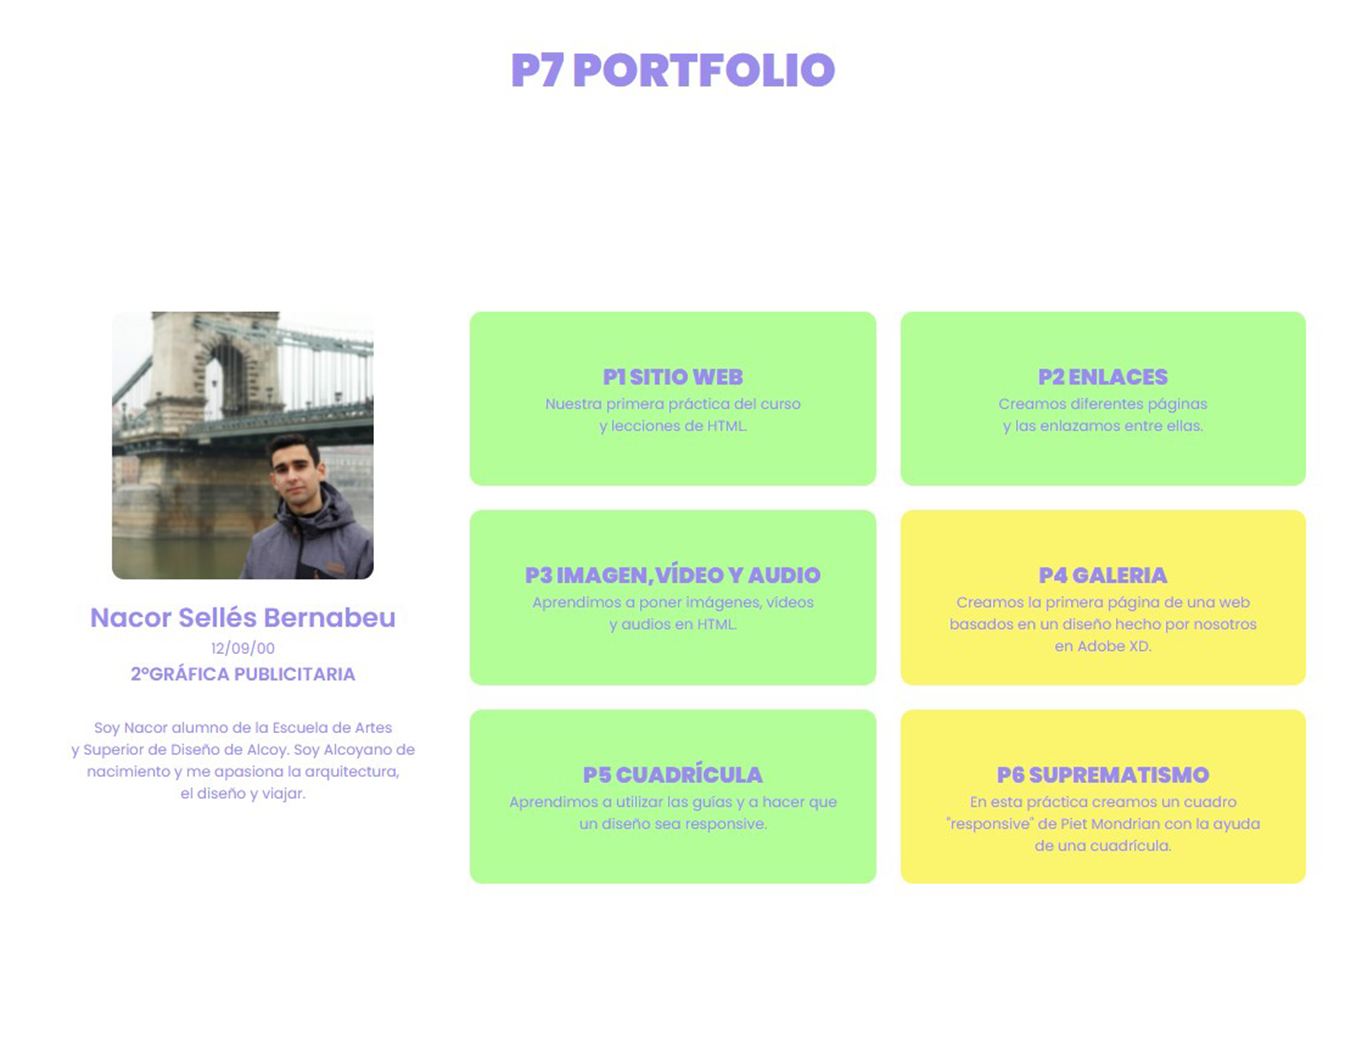 P7 PORTFOLIO
Nacor Sellés Bernabeu
12/09/00
2ºGRÁFICA PUBLICITARIA
Soy Nacor alumno de la Escuela de Artes
y Superior de Diseño de Alcoy. Soy Alcoyano de
nacimiento y me apasiona la arquitectura,
el diseño y viajar.
P1 SITIO WEB
Nuestra primera práctica del curso
y lecciones de HTML.
P2 ENLACES
Creamos diferentes páginas
y las enlazamos entre ellas.
P3 IMAGEN,VÍDEO Y AUDIO
Aprendimos a poner imágenes, vídeos
y audios en HTML.
P4 GALERIA
Creamos la primera página de una web
basados en un diseño hecho por nosotros
en Adobe XD.
P5 CUADRÍCULA
Aprendimos a utilizar las guías y a hacer que
un diseño sea responsive.
P6 SUPREMATISMO
En esta práctica creamos un cuadro
"responsive" de Piet Mondrian con la ayuda
de una cuadrícula.